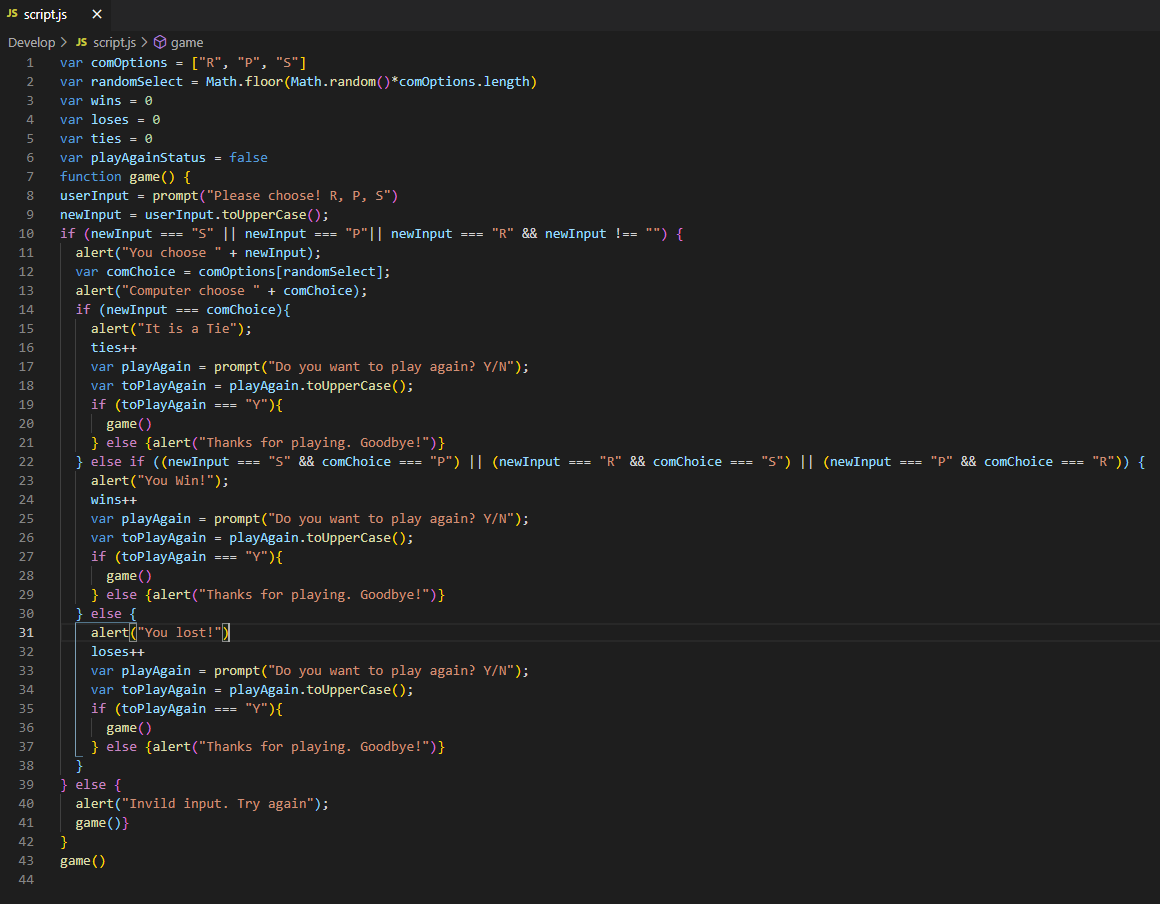 JS script.js ×
Develop > JS script.js > game
1 var comOptions = ["R", "P", "S"]
2 var randomSelect = Math.floor(Math.random()*comOptions.length)
3 var wins = 0
4 var loses = 0
5 var ties = 0
6 var playAgainStatus = false
7 function game() {
8 userInput = prompt("Please choose! R, P, S")
9 newInput = userInput.toUpperCase();
10 if (newInput === "S" || newInput === "P"|| newInput === "R" && newInput !== "") {
11   alert("You choose " + newInput);
12   var comChoice = comOptions[randomSelect];
13   alert("Computer choose " + comChoice);
14   if (newInput === comChoice){
15     alert("It is a Tie");
16     ties++
17     var playAgain = prompt("Do you want to play again? Y/N");
18     var toPlayAgain = playAgain.toUpperCase();
19     if (toPlayAgain === "Y"){
20       game()
21     } else {alert("Thanks for playing. Goodbye!")}
22   } else if ((newInput === "S" && comChoice === "P") || (newInput === "R" && comChoice === "S") || (newInput === "P" && comChoice === "R")) {
23     alert("You Win!");
24     wins++
25     var playAgain = prompt("Do you want to play again? Y/N");
26     var toPlayAgain = playAgain.toUpperCase();
27     if (toPlayAgain === "Y"){
28       game()
29     } else {alert("Thanks for playing. Goodbye!")}
30   } else {
31     alert("You lost!")
32     loses++
33     var playAgain = prompt("Do you want to play again? Y/N");
34     var toPlayAgain = playAgain.toUpperCase();
35     if (toPlayAgain === "Y"){
36       game()
37     } else {alert("Thanks for playing. Goodbye!")}
38   }
39 } else {
40   alert("Invild input. Try again");
41   game()}
42 }
43 game()
44